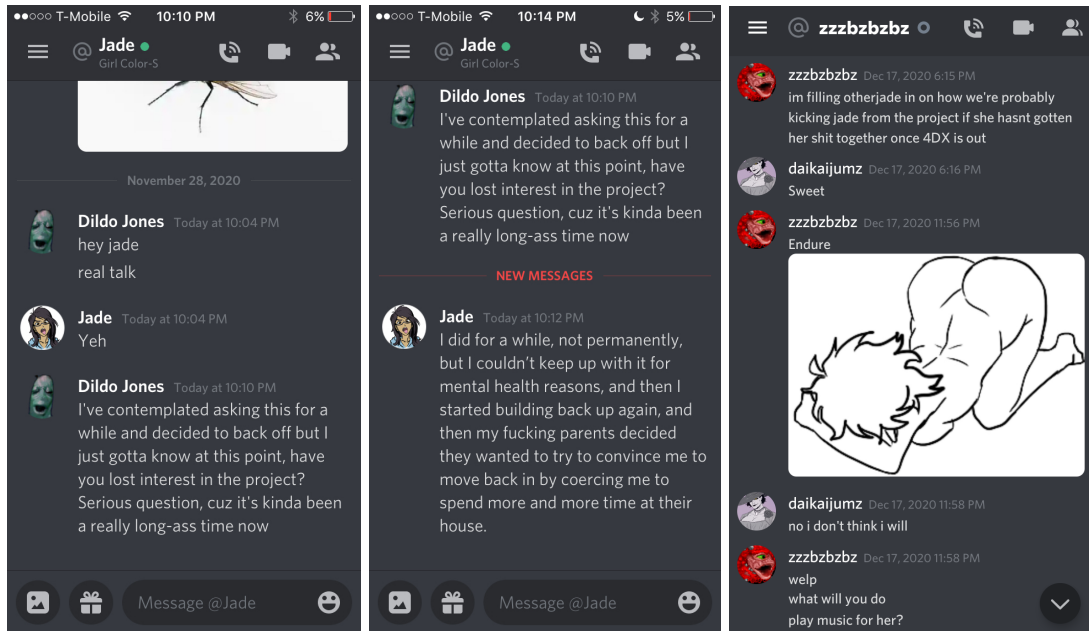 ●●○○○ T-Mobile 10:10 PM 6%
@ Jade
Girl Color-S
November 28, 2020
Dildo Jones Today at 10:04 PM
hey jade
real talk
Jade Today at 10:04 PM
Yeh
Dildo Jones Today at 10:10 PM
I've contemplated asking this for a
while and decided to back off but I
just gotta know at this point, have
you lost interest in the project?
Serious question, cuz it's kinda been
a really long-ass time now
Message @Jade
●●○○○ T-Mobile 10:14 PM 5%
@ Jade
Girl Color-S
Dildo Jones Today at 10:10 PM
I've contemplated asking this for a
while and decided to back off but I
just gotta know at this point, have
you lost interest in the project?
Serious question, cuz it's kinda been
a really long-ass time now
NEW MESSAGES
Jade Today at 10:12 PM
I did for a while, not permanently,
but I couldn't keep up with it for
mental health reasons, and then I
started building back up again, and
then my fucking parents decided
they wanted to try to convince me to
move back in by coercing me to
spend more and more time at their
house.
Message @Jade
@ zzzbzbzbz
zzzbzbzbz Dec 17, 2020 6:15 PM
im filling otherjade in on how we're probably
kicking jade from the project if she hasnt gotten
her shit together once 4DX is out
daikaijumz Dec 17, 2020 6:16 PM
Sweet
zzzbzbzbz Dec 17, 2020 11:56 PM
Endure
daikaijumz Dec 17, 2020 11:58 PM
no i don't think i will
zzzbzbzbz Dec 17, 2020 11:58 PM
welp
what will you do
play music for her?